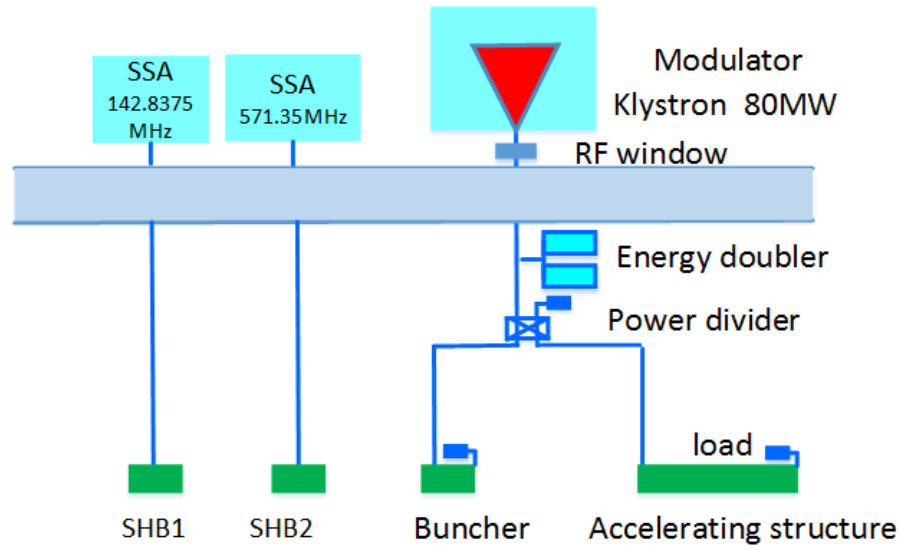 SSA
142.8375
MHz
SSA
571.35MHz
Modulator
Klystron 80MW
RF window
Energy doubler
Power divider
load
SHB1
SHB2
Buncher
Accelerating structure